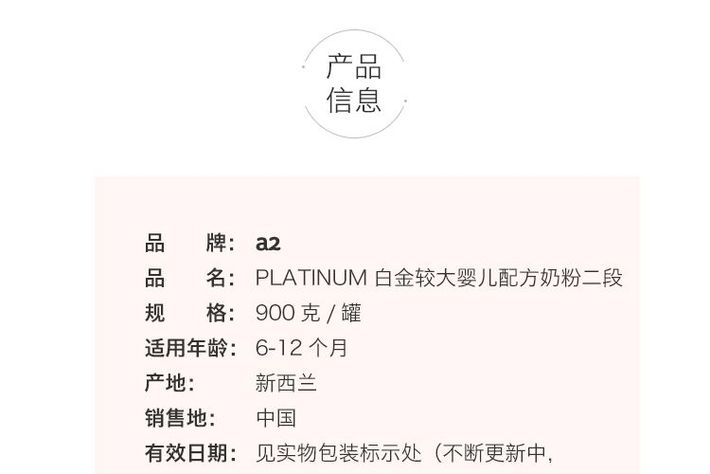 产品
信息
品 牌： a2
品 名： PLATINUM 白金较大婴儿配方奶粉二段
规 格： 900 克 / 罐
适用年龄： 6-12 个月
产地： 新西兰
销售地： 中国
有效日期： 见实物包装标示处（不断更新中，